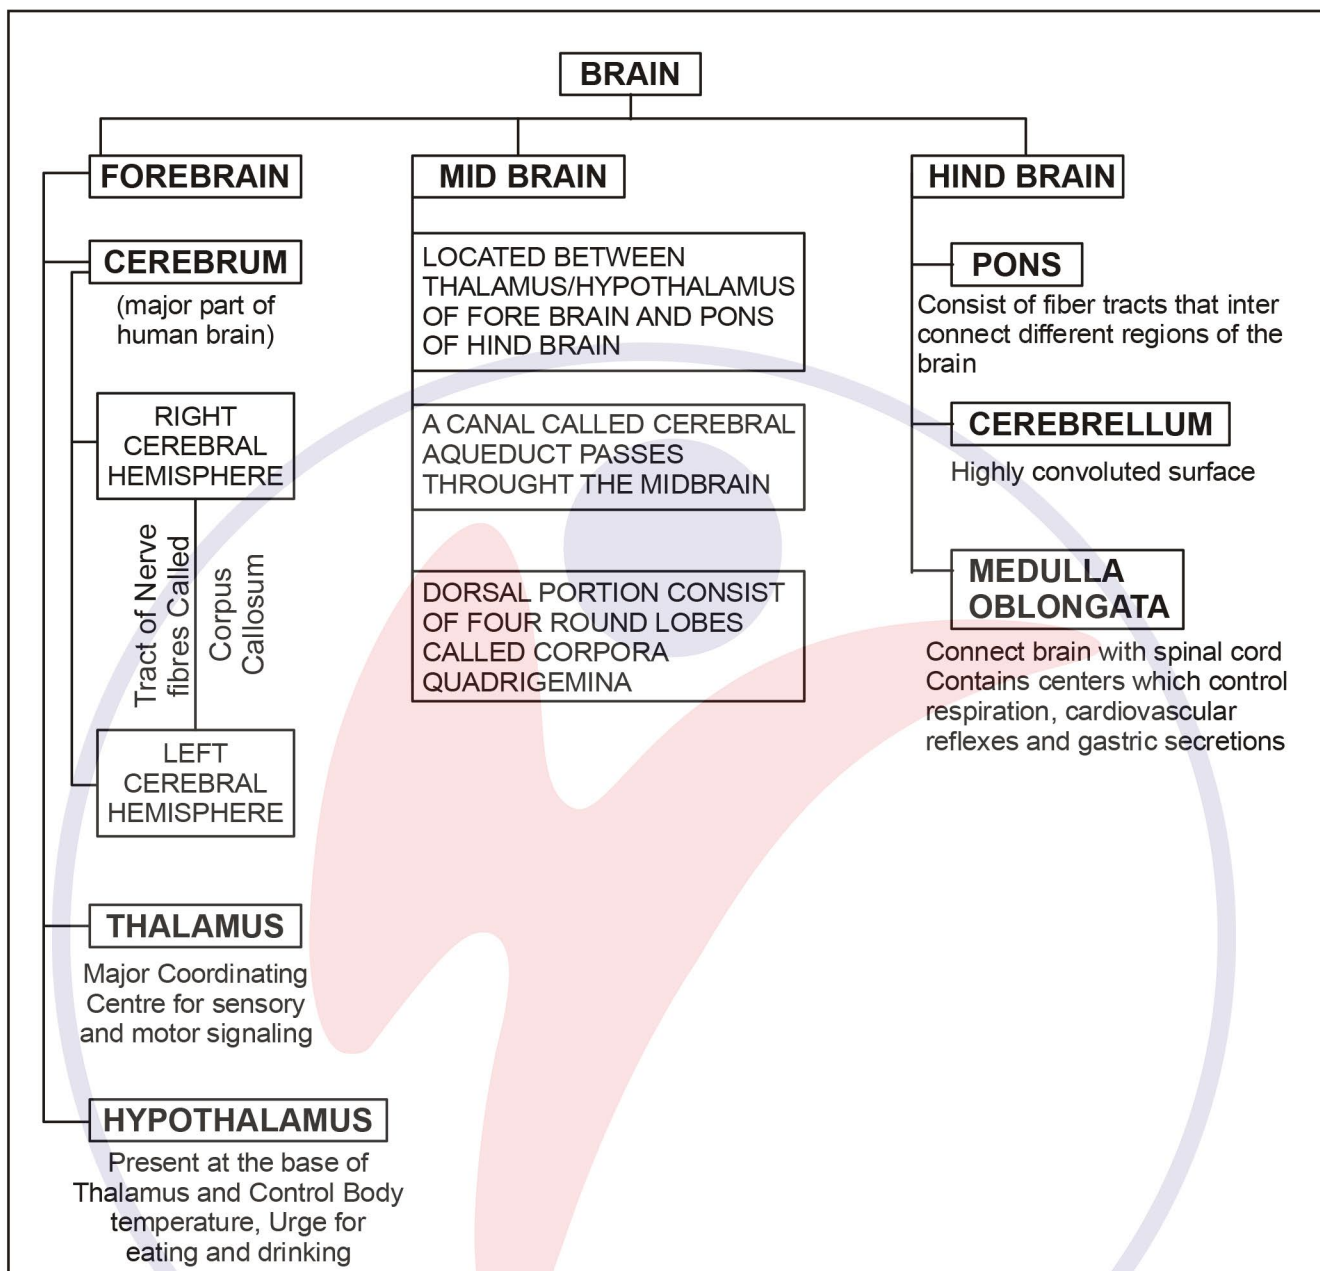 BRAIN
FOREBRAIN
CEREBRUM
(major part of
human brain)
RIGHT
CEREBRAL
HEMISPHERE
Tract of Nerve
fibres Called
Corpus
Callosum
LEFT
CEREBRAL
HEMISPHERE
THALAMUS
Major Coordinating
Centre for sensory
and motor signaling
HYPOTHALAMUS
Present at the base of
Thalamus and Control Body
temperature, Urge for
eating and drinking
MID BRAIN
LOCATED BETWEEN
THALAMUS/HYPOTHALAMUS
OF FORE BRAIN AND PONS
OF HIND BRAIN
A CANAL CALLED CEREBRAL
AQUEDUCT PASSES
THROUGHT THE MIDBRAIN
DORSAL PORTION CONSIST
OF FOUR ROUND LOBES
CALLED CORPORA
QUADRIGEMINA
HIND BRAIN
PONS
Consist of fiber tracts that inter
connect different regions of the
brain
CEREBRELLUM
Highly convoluted surface
MEDULLA
OBLONGATA
Connect brain with spinal cord
Contains centers which control
respiration, cardiovascular
reflexes and gastric secretions